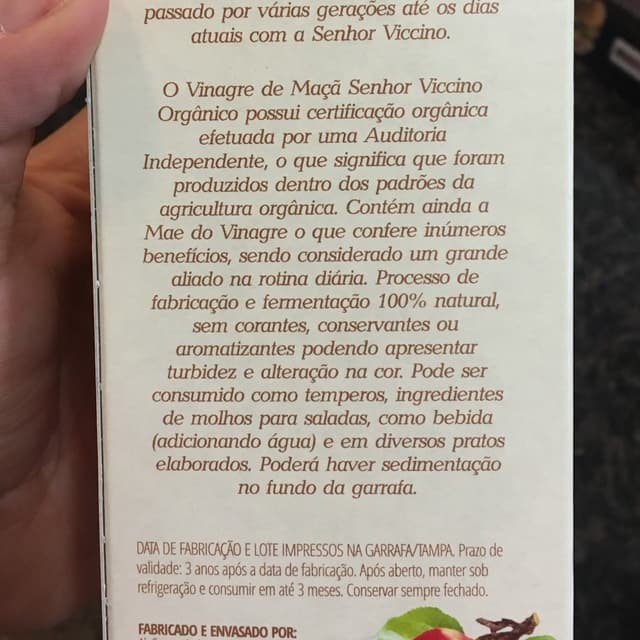 passado por várias gerações até os dias
atuais com a Senhor Viccino.
O Vinagre de Maçã Senhor Viccino
Orgânico possui certificação orgânica
efetuada por uma Auditoria
Independente, o que significa que foram
produzidos dentro dos padrões da
agricultura orgânica. Contém ainda a
Mae do Vinagre o que confere inúmeros
benefícios, sendo considerado um grande
aliado na rotina diária. Processo de
fabricação e fermentação 100% natural,
sem corantes, conservantes ou
aromatizantes podendo apresentar
turbidez e alteração na cor. Pode ser
consumido como temperos, ingredientes
de molhos para saladas, como bebida
(adicionando água) e em diversos pratos
elaborados. Poderá haver sedimentação
no fundo da garrafa.
DATA DE FABRICAÇÃO E LOTE IMPRESSOS NA GARRAFA/TAMPA. Prazo de
validade: 3 anos após a data de fabricação. Após aberto, manter sob
refrigeração e consumir em até 3 meses. Conservar sempre fechado.
FABRICADO E ENVASADO POR: